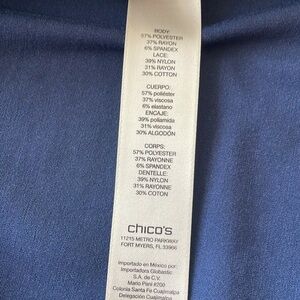 BODY:
57% POLYESTER
37% RAYON
6% SPANDEX
LACE:
39% NYLON
31% RAYON
30% COTTON
CUERPO:
57% poliéster
37% viscosa
6% elastano
ENCAJE:
39% poliamida
31% viscosa
30% ALGODÓN
CORPS:
57% POLYESTER
37% RAYONNE
6% SPANDEX
DENTELLE:
39% NYLON
31% RAYONNE
30% COTON
chico's
11215 METRO PARKWAY
FORT MYERS, FL 33966
Importado en México por:
Importadora Globastic
S.A. de C.V.
Mario Pani #200
Colonia Santa Fe Cuajimalpa
Delegación Cuajimalpa